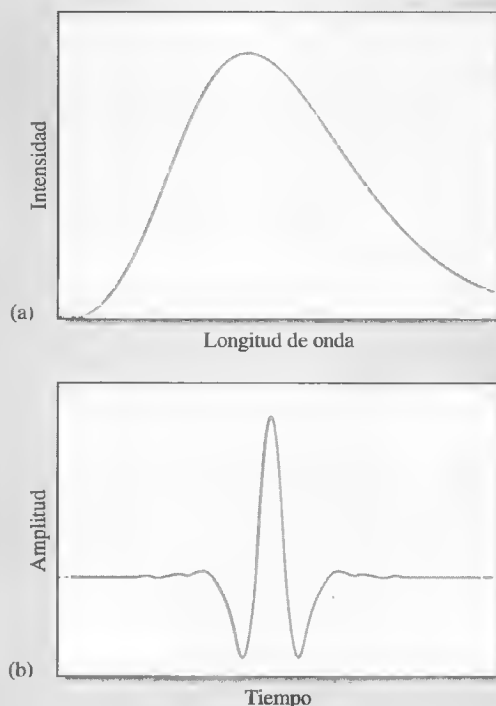 Intensidad
(a)
Longitud de onda
Amplitud
(b)
Tiempo